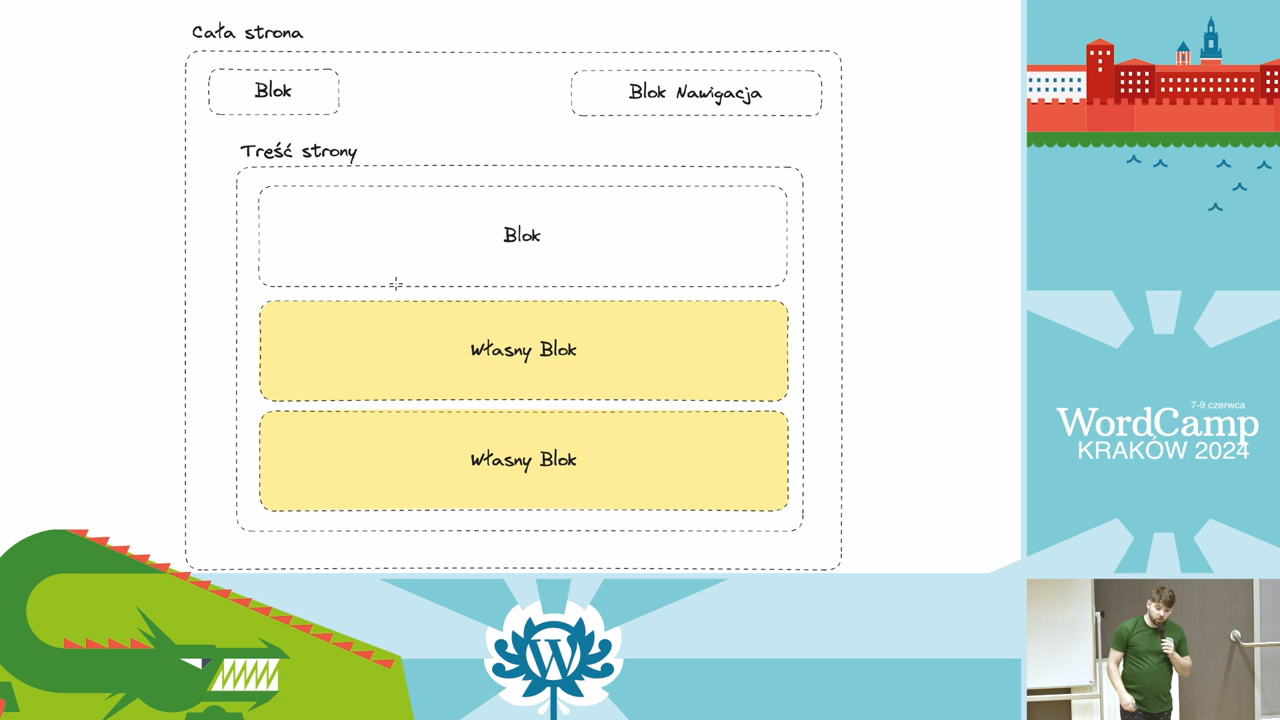 Cała strona
Blok
Blok Nawigacja
Treść strony
Blok
Własny Blok
Własny Blok
7-9 czerwca
WordCamp
KRAKÓW 2024
W